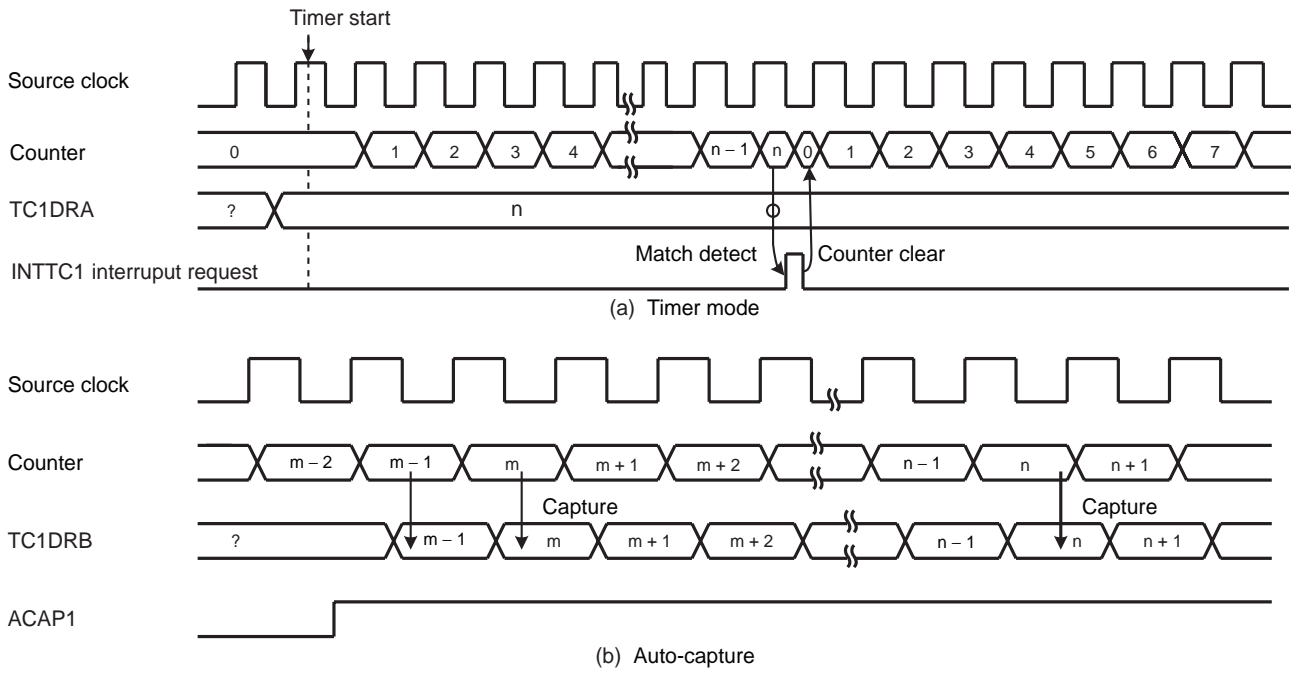 Timer start
Source clock
Counter
0 1 2 3 4 n – 1 n 0 1 2 3 4 5 6 7
TC1DRA
? n
Match detect Counter clear
INTTC1 interruput request
(a) Timer mode
Source clock
Counter
m – 2 m – 1 m m + 1 m + 2 n – 1 n n + 1
Capture Capture
TC1DRB
? m – 1 m m + 1 m + 2 n – 1 n n + 1
ACAP1
(b) Auto-capture